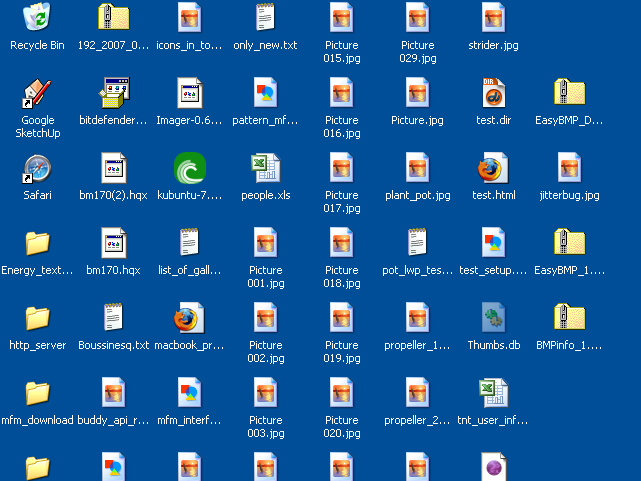 Recycle Bin
192_2007_0...
icons_in_to...
only_new.txt
Picture
015.jpg
Picture
029.jpg
strider.jpg
Google
SketchUp
bitdefender...
Imager-0.6...
pattern_mf...
Picture
016.jpg
Picture.jpg
DIR
test.dir
EasyBMP_D...
Safari
bm170(2).hqx
kubuntu-7....
people.xls
Picture
017.jpg
plant_pot.jpg
test.html
jitterbug.jpg
Energy_text...
bm170.hqx
list_of_gall...
Picture
001.jpg
Picture
018.jpg
pot_lwp_tes...
test_setup....
EasyBMP_1....
http_server
Boussinesq.txt
macbook_pr...
Picture
002.jpg
Picture
019.jpg
propeller_1...
Thumbs.db
BMPinfo_1....
mfm_download
buddy_api_r...
mfm_interf...
Picture
003.jpg
Picture
020.jpg
propeller_2...
tnt_user_inf...